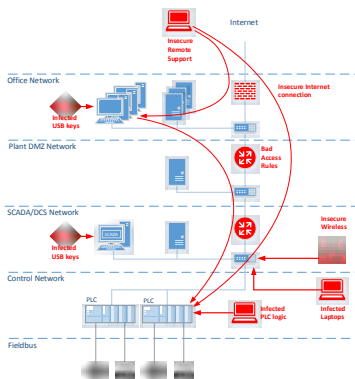 Internet
Insecure
Remote
Support
Office Network
Insecure Internet
connection
Infected
USB keys
Plant DMZ Network
Bad
Access
Rules
SCADA/DCS Network
SCADA
Insecure
Wireless
Infected
USB keys
Control Network
PLC
PLC
Infected
PLC logic
Infected
Laptops
Fieldbus